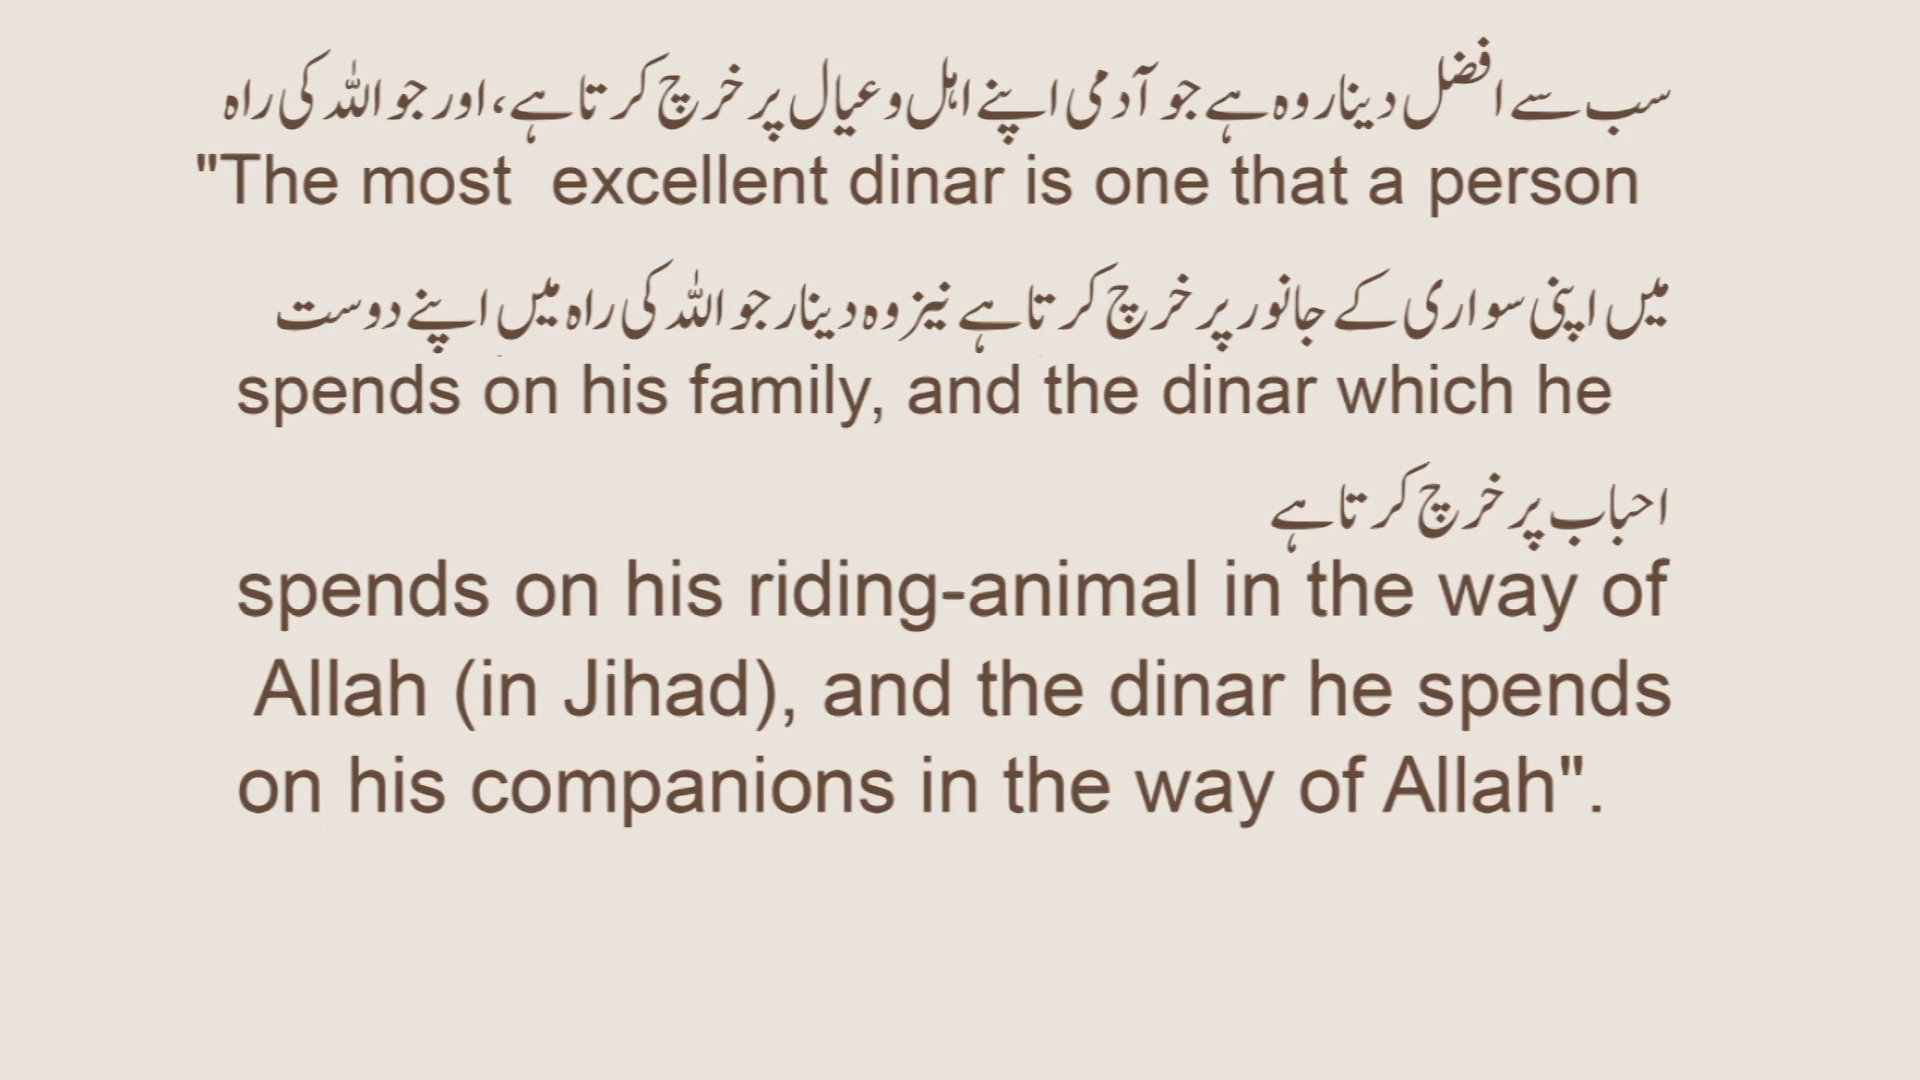 سب سے افضل دینار وہ ہے جو آدمی اپنے اہل و عیال پر خرچ کرتا ہے، اور جو اللہ کی راہ
"The most  excellent dinar is one that a person
میں اپنی سواری کے جانور پر خرچ کرتا ہے نیز وہ دینار جو اللہ کی راہ میں اپنے دوست
spends on his family, and the dinar which he
احباب پر خرچ کرتا ہے
spends on his riding-animal in the way of
Allah (in Jihad), and the dinar he spends
on his companions in the way of Allah".